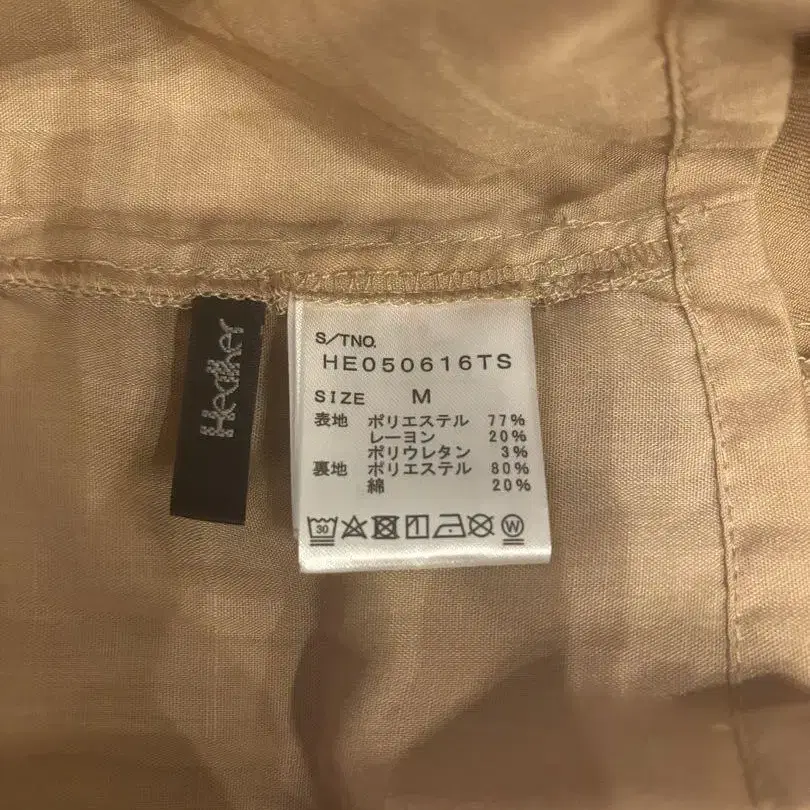 Heather
S/TNO.
HE050616TS
SIZE M
表地 ポリエステル 77%
レーヨン 20%
ポリウレタン 3%
裏地 ポリエステル 80%
綿 20%
30
W